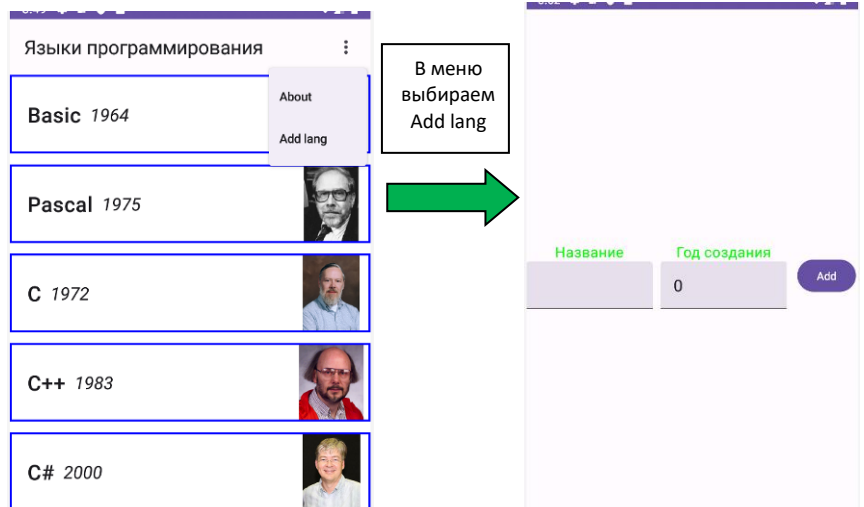 Языки программирования
About
Add lang
Basic 1964
Pascal 1975
C 1972
C++ 1983
C# 2000
В меню
выбираем
Add lang
Название
Год создания
0
Add